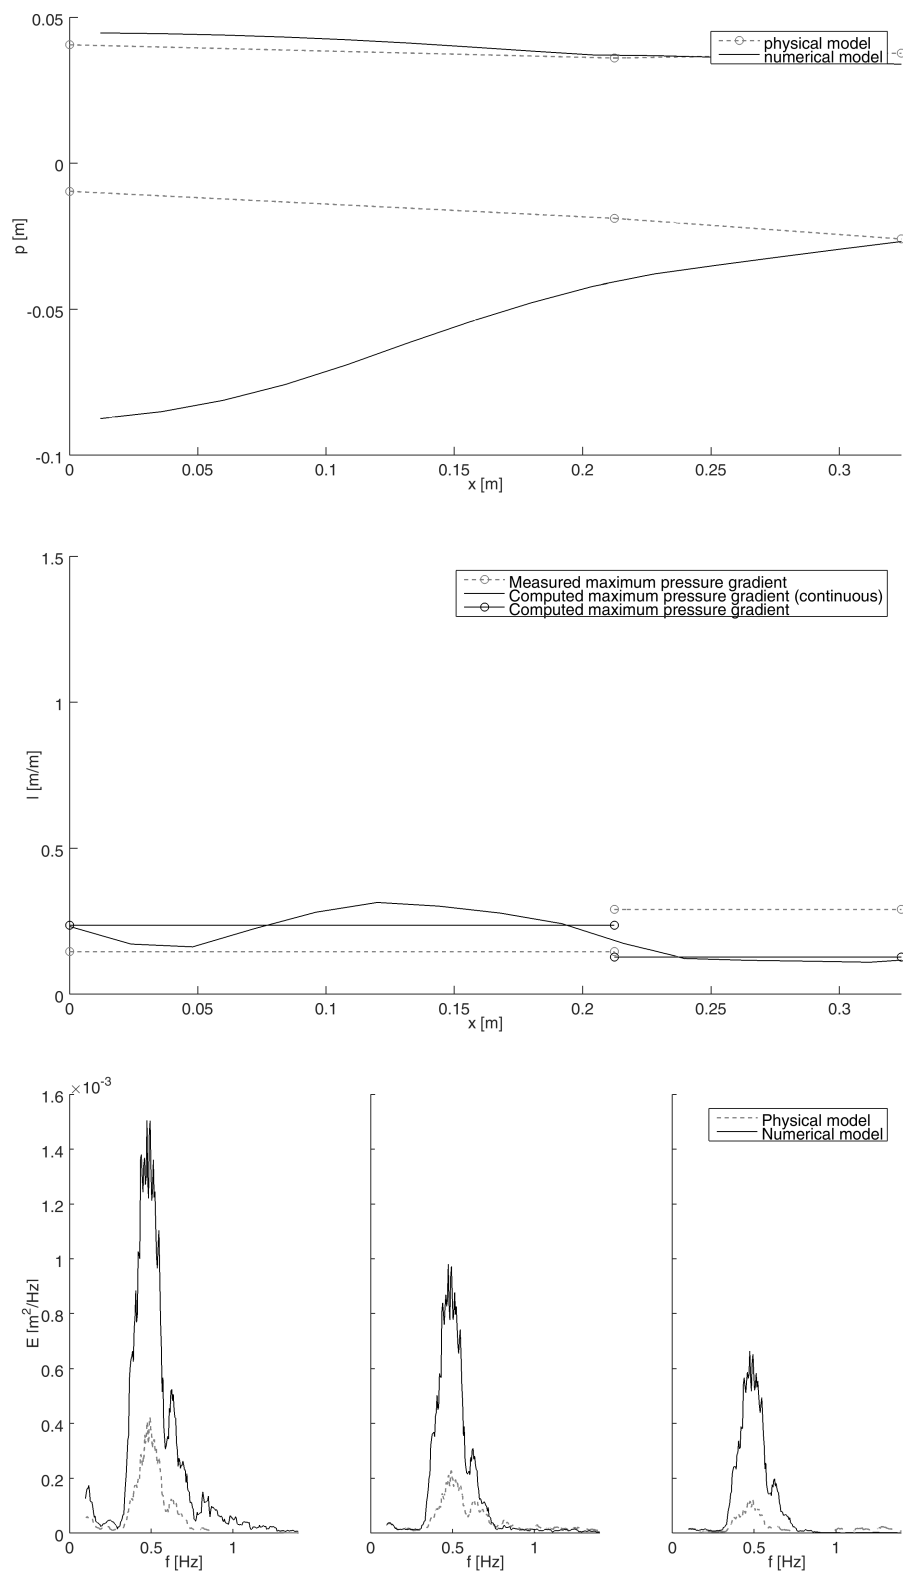 0.05
physical model
numerical model
0
p [m]
-0.05
-0.1
0 0.05 0.1 0.15 0.2 0.25 0.3
x [m]
1.5
Measured maximum pressure gradient
Computed maximum pressure gradient (continuous)
Computed maximum pressure gradient
1
I [m/m]
0.5
0
0 0.05 0.1 0.15 0.2 0.25 0.3
x [m]
×10⁻³
1.6
Physical model
Numerical model
1.4
1.2
1
E [m²/Hz]
0.8
0.6
0.4
0.2
0
0 0.5 1 0 0.5 1 0 0.5 1
f [Hz] f [Hz] f [Hz]